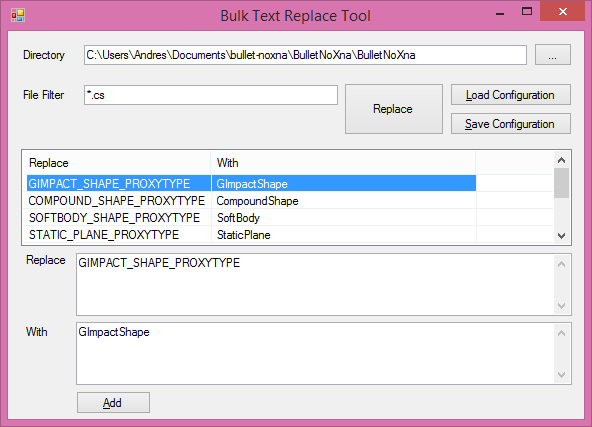 Bulk Text Replace Tool
Directory C:\Users\Andres\Documents\bullet-noxna\BulletNoXna\BulletNoXna ...
File Filter *.cs Replace Load Configuration
Save Configuration
Replace With
GIMPACT_SHAPE_PROXYTYPE GImpactShape
COMPOUND_SHAPE_PROXYTYPE CompoundShape
SOFTBODY_SHAPE_PROXYTYPE SoftBody
STATIC_PLANE_PROXYTYPE StaticPlane
Replace GIMPACT_SHAPE_PROXYTYPE
With GImpactShape
Add